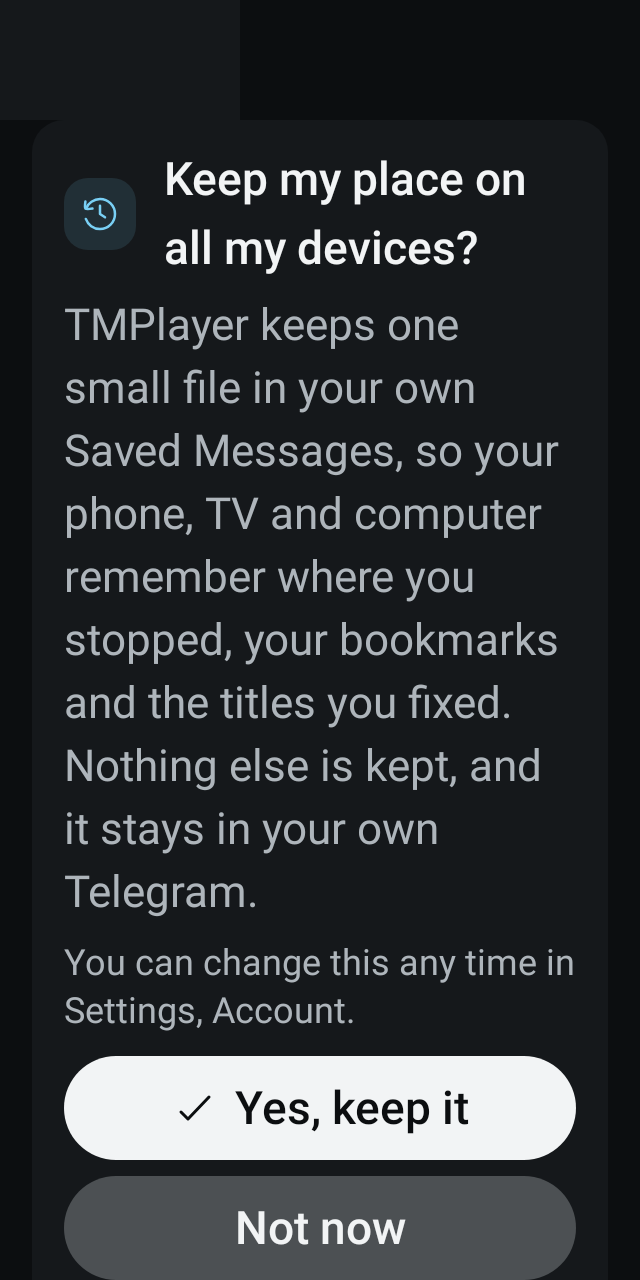 Keep my place on
all my devices?
TMPlayer keeps one
small file in your own
Saved Messages, so your
phone, TV and computer
remember where you
stopped, your bookmarks
and the titles you fixed.
Nothing else is kept, and
it stays in your own
Telegram.
You can change this any time in
Settings, Account.
Yes, keep it
Not now